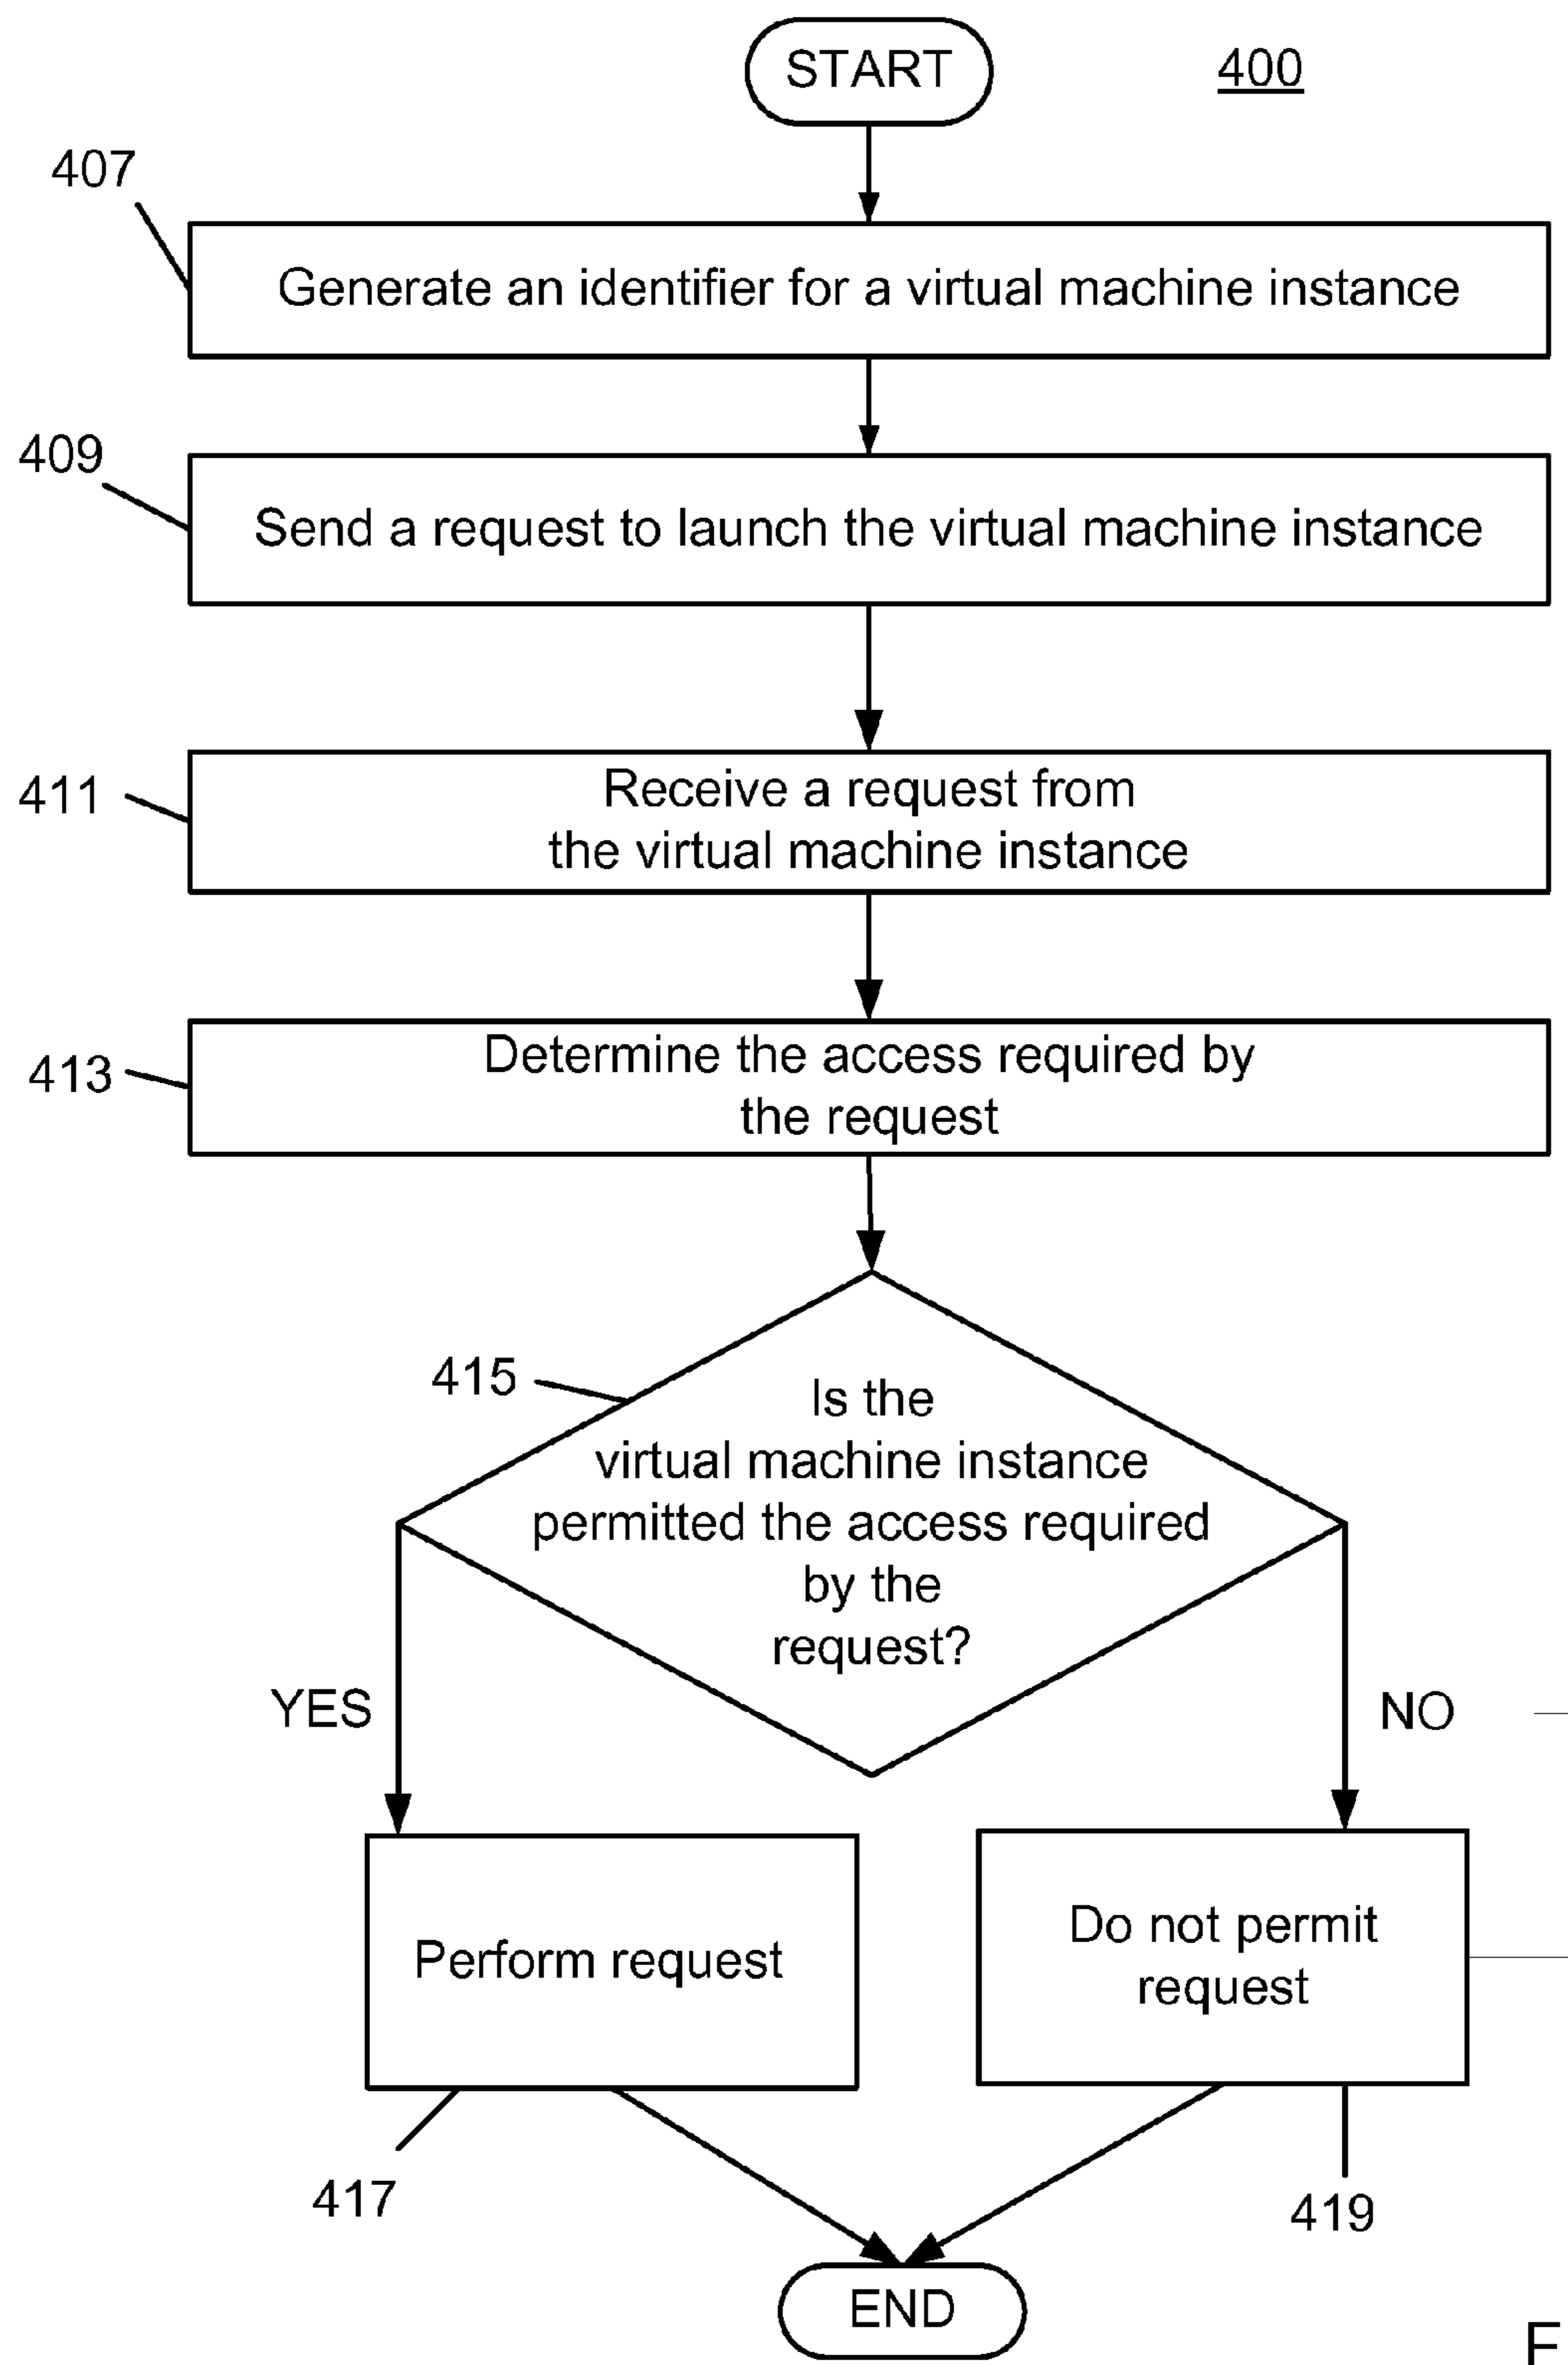 START
400
407
Generate an identifier for a virtual machine instance
409
Send a request to launch the virtual machine instance
411
Receive a request from
the virtual machine instance
413
Determine the access required by
the request
415
Is the
virtual machine instance
permitted the access required
by the
request?
YES
NO
Perform request
Do not permit
request
417
419
END
F